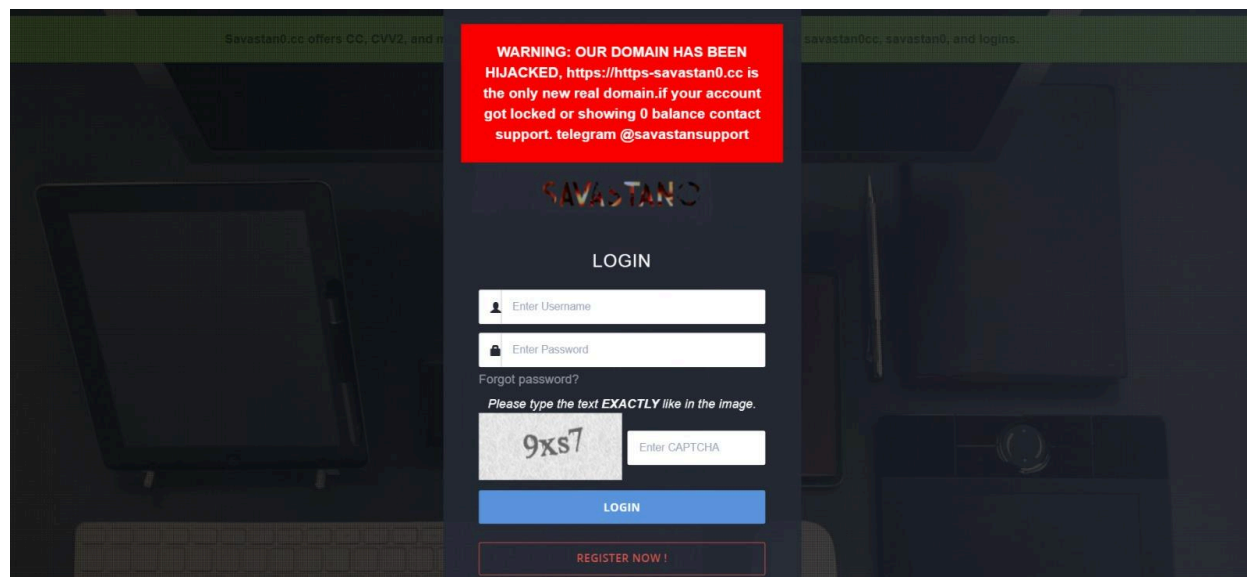 Savastan0.cc offers CC, CVV2, and
savastan0cc, savastan0, and logins.
WARNING: OUR DOMAIN HAS BEEN
HIJACKED, https://https-savastan0.cc is
the only new real domain.if your account
got locked or showing 0 balance contact
support. telegram @savastansupport
SAVASTANO
LOGIN
Enter Username
Enter Password
Forgot password?
Please type the text EXACTLY like in the image.
9xs7
Enter CAPTCHA
LOGIN
REGISTER NOW !